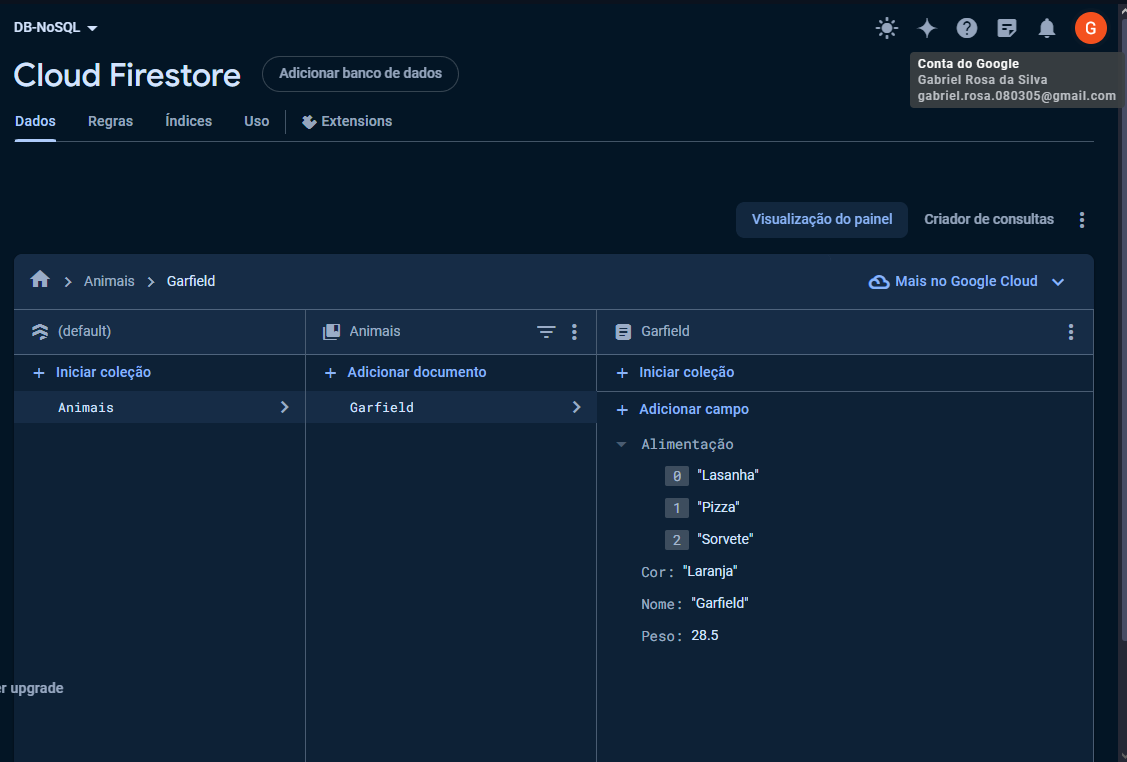 DB-NoSQL
G
Cloud Firestore
Adicionar banco de dados
Conta do Google
Gabriel Rosa da Silva
gabriel.rosa.080305@gmail.com
Dados Regras Índices Uso Extensions
Visualização do painel Criador de consultas
Animais Garfield
Mais no Google Cloud
(default) Animais Garfield
+ Iniciar coleção + Adicionar documento + Iniciar coleção
Animais Garfield
+ Adicionar campo
Alimentação
0 "Lasanha"
1 "Pizza"
2 "Sorvete"
Cor: "Laranja"
Nome: "Garfield"
Peso: 28.5
er upgrade